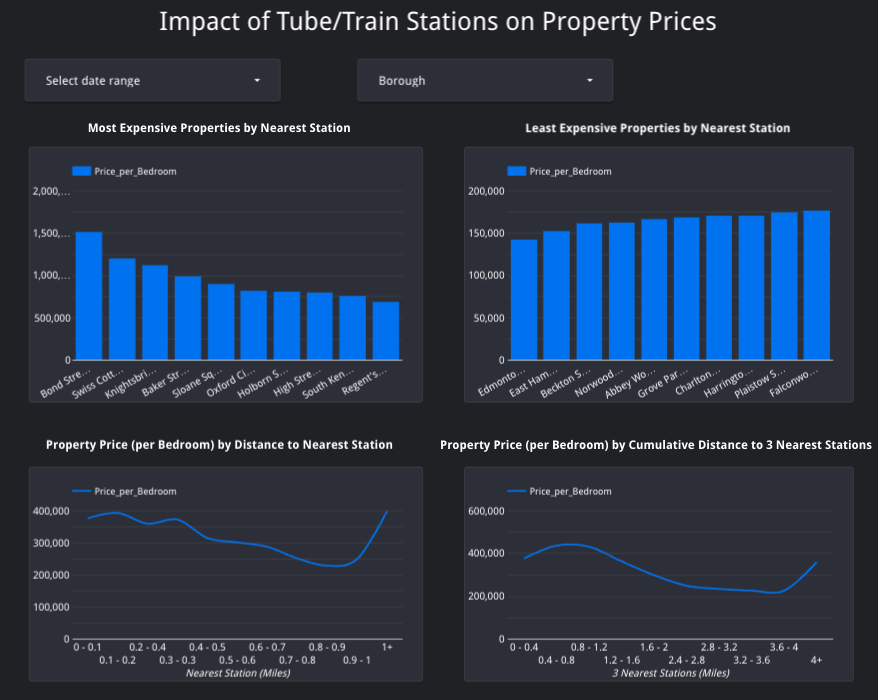 Impact of Tube/Train Stations on Property Prices
Select date range
Borough
Most Expensive Properties by Nearest Station
Price_per_Bedroom
2,000,...
1,500,...
1,000,...
500,000
0
Bond Stre...
Swiss Cott...
Knightsbri...
Baker Str...
Sloane Sq...
Oxford Ci...
Holborn S...
High Stre...
South Ken...
Regent's...
Least Expensive Properties by Nearest Station
Price_per_Bedroom
200,000
150,000
100,000
50,000
0
Edmonto...
East Ham...
Beckton S...
Norwood...
Abbey Wo...
Grove Par...
Charlton...
Harringto...
Plaistow S...
Falconwo...
Property Price (per Bedroom) by Distance to Nearest Station
Price_per_Bedroom
400,000
300,000
200,000
100,000
0
0 - 0.1
0.1 - 0.2
0.2 - 0.4
0.3 - 0.3
0.4 - 0.5
0.5 - 0.6
0.6 - 0.7
0.7 - 0.8
0.8 - 0.9
0.9 - 1
1+
Nearest Station (Miles)
Property Price (per Bedroom) by Cumulative Distance to 3 Nearest Stations
Price_per_Bedroom
600,000
400,000
200,000
0
0 - 0.4
0.4 - 0.8
0.8 - 1.2
1.2 - 1.6
1.6 - 2
2.4 - 2.8
2.8 - 3.2
3.2 - 3.6
3.6 - 4
4+
3 Nearest Stations (Miles)